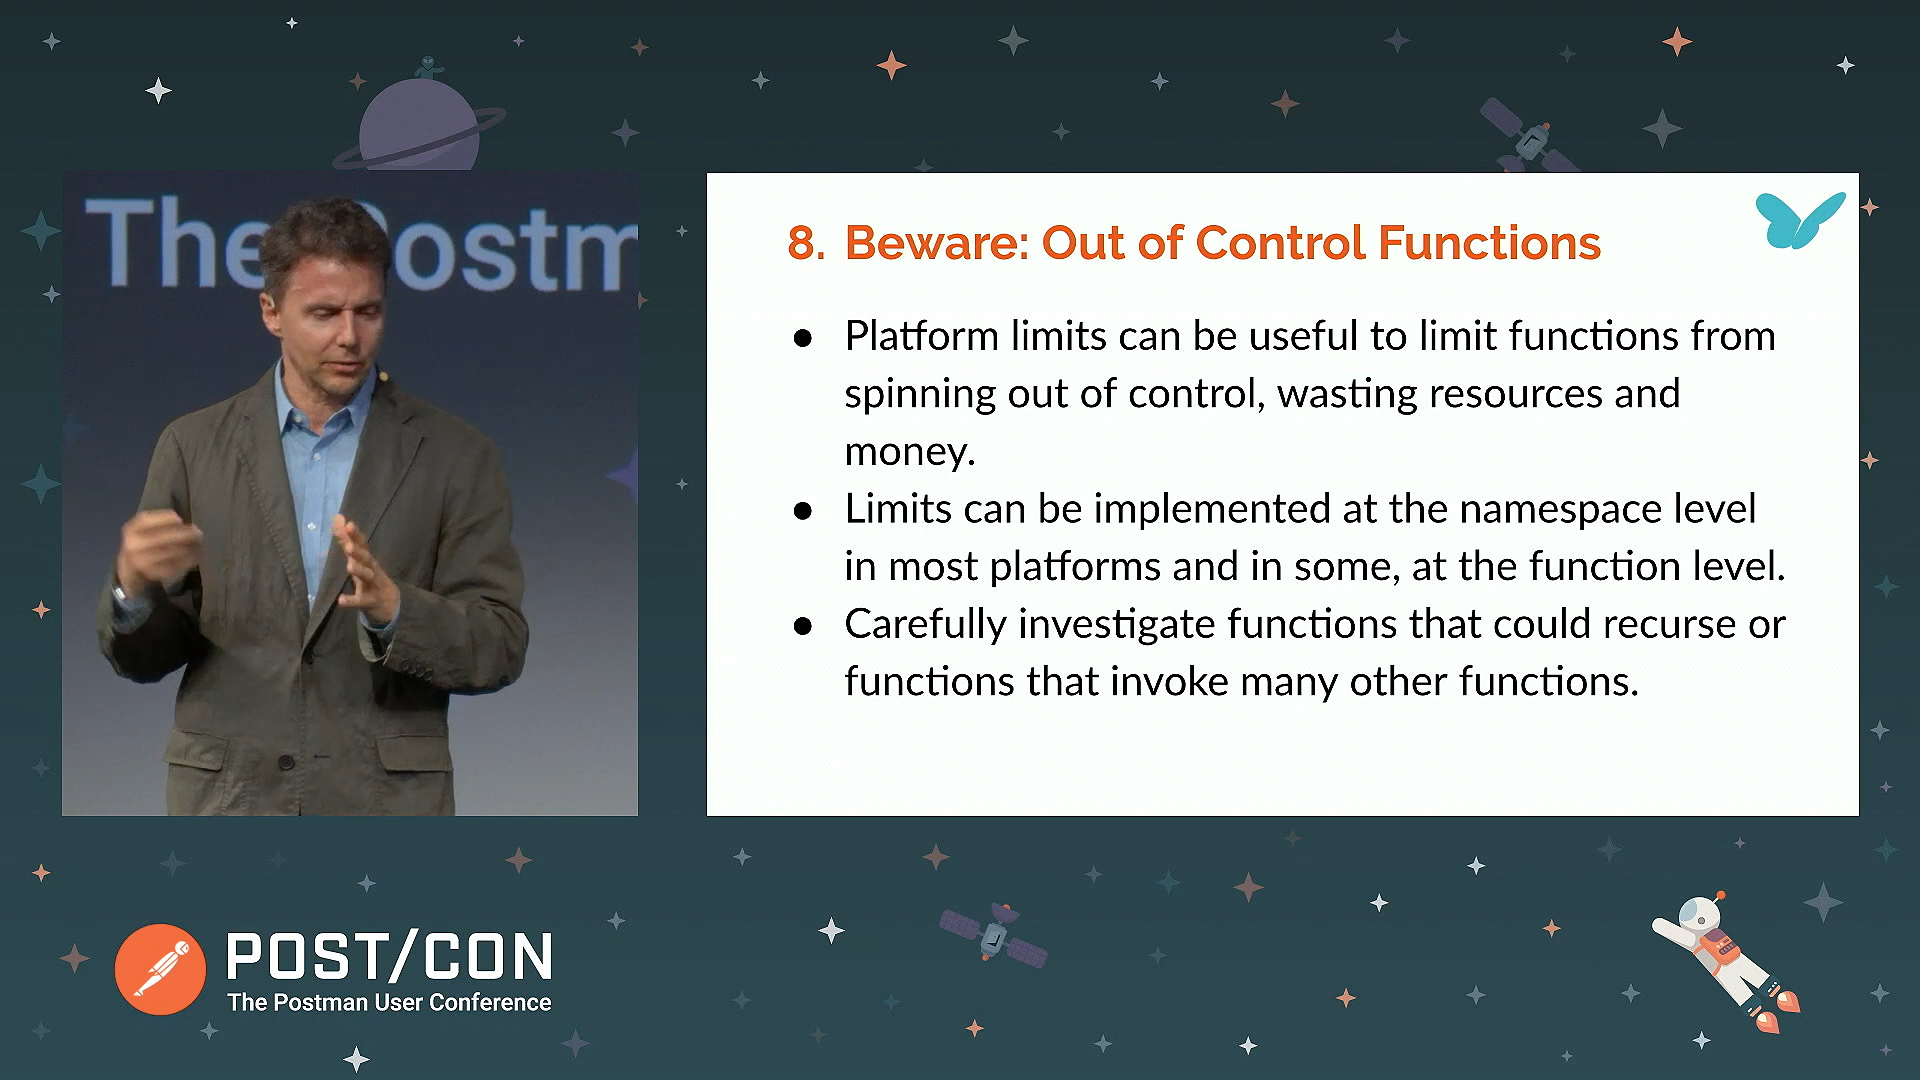 The Postm
8. Beware: Out of Control Functions
● Platform limits can be useful to limit functions from
spinning out of control, wasting resources and
money.
● Limits can be implemented at the namespace level
in most platforms and in some, at the function level.
● Carefully investigate functions that could recurse or
functions that invoke many other functions.
POST/CON
The Postman User Conference